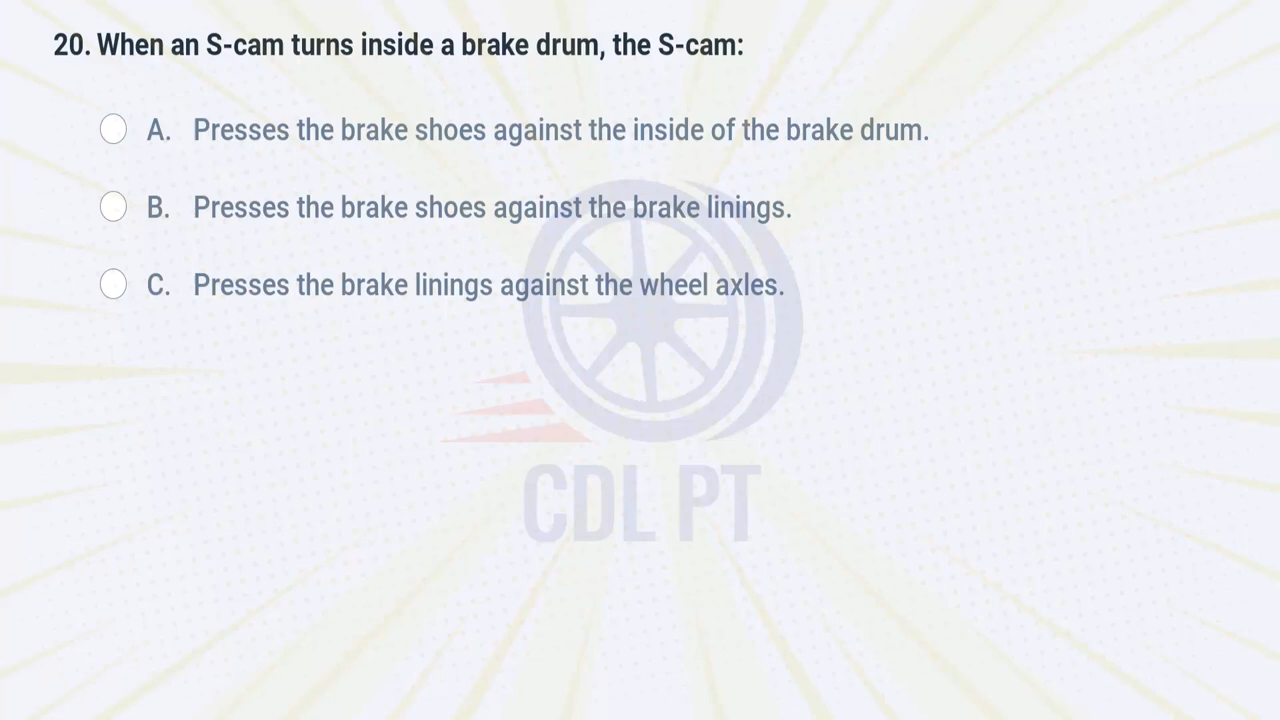 20. When an S-cam turns inside a brake drum, the S-cam:
A. Presses the brake shoes against the inside of the brake drum.
B. Presses the brake shoes against the brake linings.
C. Presses the brake linings against the wheel axles.
CDL PT